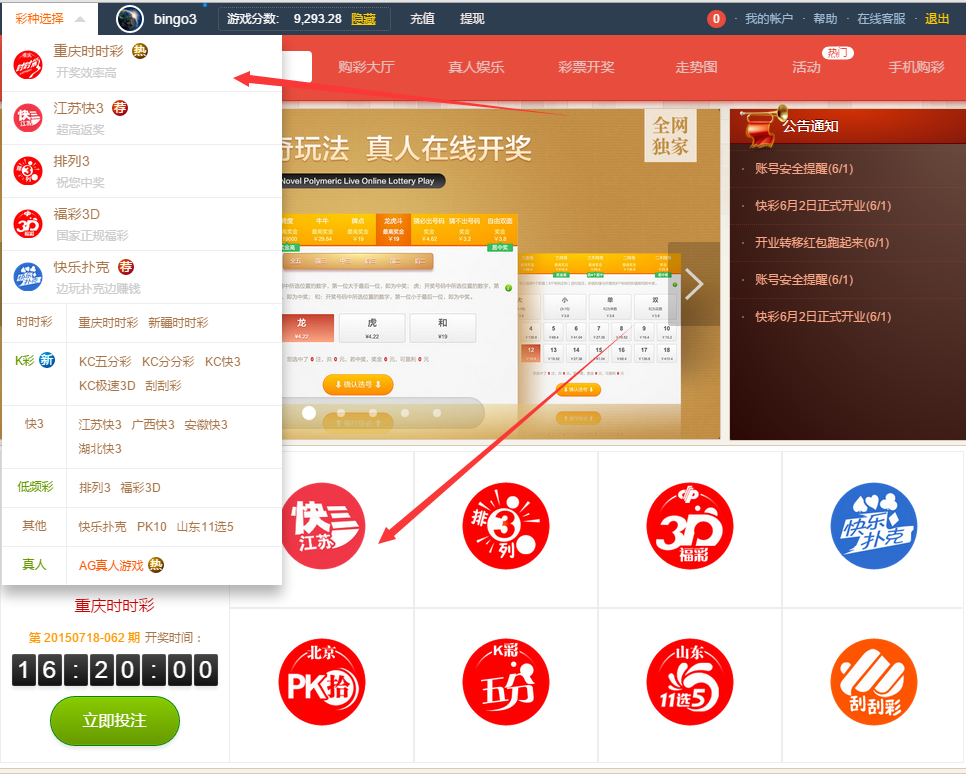 彩种选择
bingo3
游戏分数: 9,293.28 隐藏
充值
提现
0
· 我的帐户 · 帮助 · 在线客服 · 退出
购彩大厅
真人娱乐
彩票开奖
走势图
活动
热门
手机购彩
重庆时时彩 热
开奖效率高
江苏快3 荐
超高返奖
排列3
祝您中奖
福彩3D
国家正规福彩
快乐扑克 荐
边玩扑克边赚钱
时时彩
重庆时时彩 新疆时时彩
K彩 新
KC五分彩 KC分分彩 KC快3
KC极速3D 刮刮彩
快3
江苏快3 广西快3 安徽快3
湖北快3
低频彩
排列3 福彩3D
其他
快乐扑克 PK10 山东11选5
真人
AG真人游戏 热
奇玩法 真人在线开奖
Novel Polymeric Live Online Lottery Play
全网
独家
龙
¥4.22
虎
¥4.22
和
¥19
确认选号
公告通知
· 账号安全提醒(6/1)
· 快彩6月2日正式开业(6/1)
· 开业转移红包跑起来(6/1)
· 账号安全提醒(6/1)
· 快彩6月2日正式开业(6/1)
快三
江苏
排3列
3D
福彩
快乐
扑克
重庆时时彩
第 20150718-062 期 开奖时间：
16:20:00
立即投注
北京
PK拾
K彩
五分
山东
11选5
刮刮彩